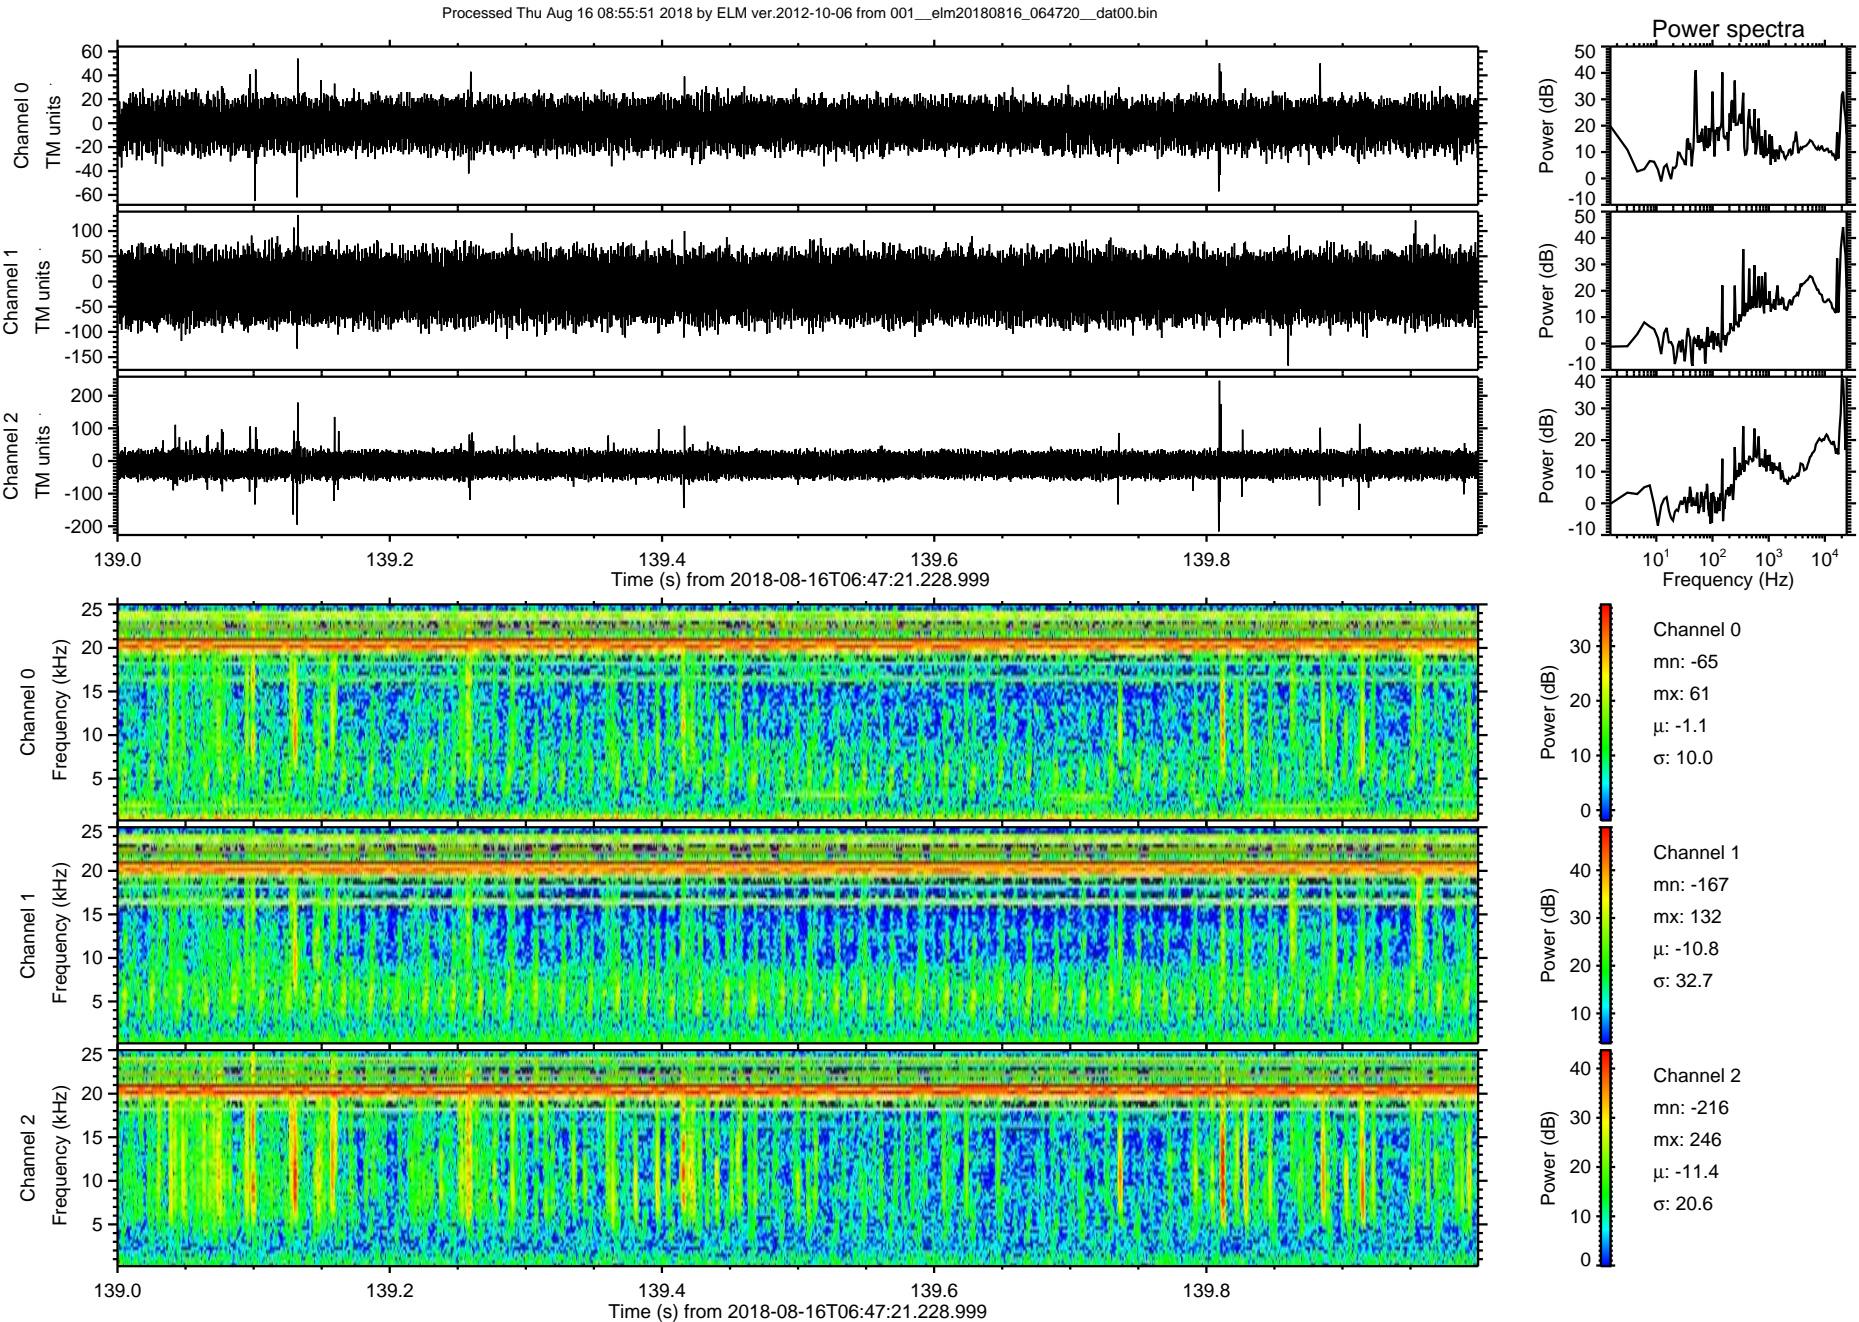 Processed Thu Aug 16 08:55:51 2018 by ELM ver.2012-10-06 from 001__elm20180816_064720__dat00.bin
Power spectra
Channel 0
TM units
60
40
20
0
-20
-40
-60
Power (dB)
50
40
30
20
10
0
-10
Channel 1
TM units
100
50
0
-50
-100
-150
Power (dB)
50
40
30
20
10
0
-10
Channel 2
TM units
200
100
0
-100
-200
Power (dB)
40
30
20
10
0
-10
139.0 139.2 139.4 139.6 139.8
Time (s) from 2018-08-16T06:47:21.228.999
10^1 10^2 10^3 10^4
Frequency (Hz)
Channel 0
Frequency (kHz)
25
20
15
10
5
Power (dB)
30
20
10
0
Channel 0
mn: -65
mx: 61
μ: -1.1
σ: 10.0
Channel 1
Frequency (kHz)
25
20
15
10
5
Power (dB)
40
30
20
10
Channel 1
mn: -167
mx: 132
μ: -10.8
σ: 32.7
Channel 2
Frequency (kHz)
25
20
15
10
5
Power (dB)
40
30
20
10
0
Channel 2
mn: -216
mx: 246
μ: -11.4
σ: 20.6
139.0 139.2 139.4 139.6 139.8
Time (s) from 2018-08-16T06:47:21.228.999